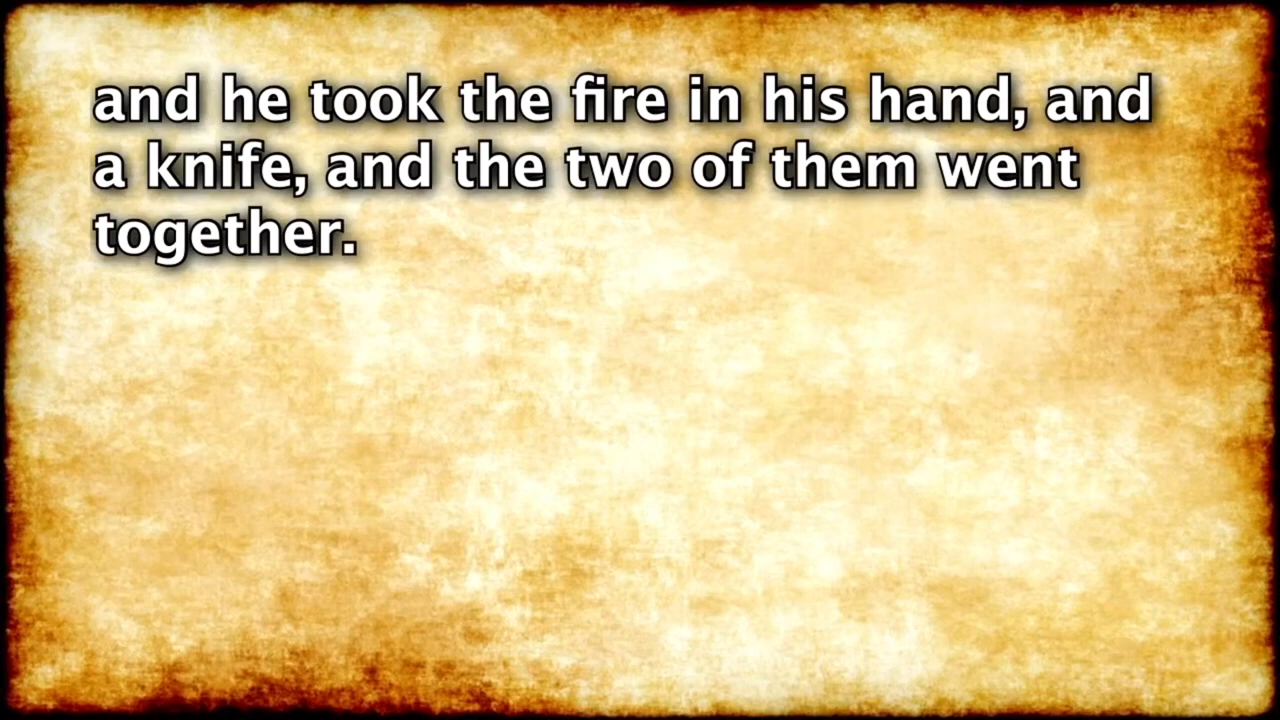 and he took the fire in his hand, and
a knife, and the two of them went
together.